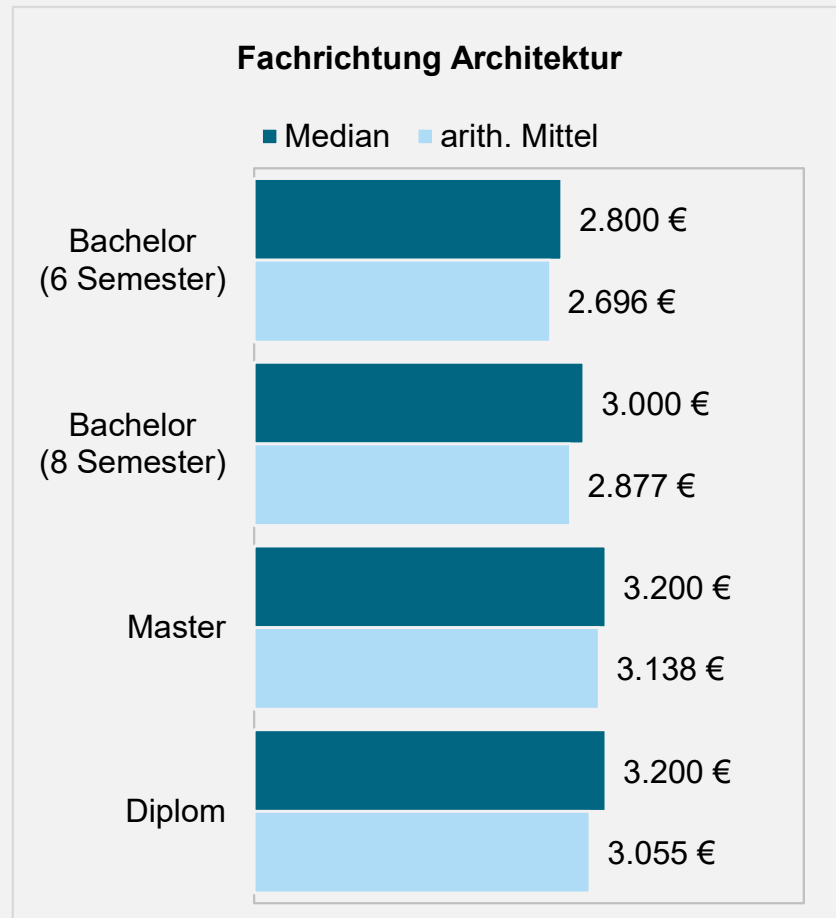 Fachrichtung Architektur
Median arith. Mittel
Bachelor
(6 Semester)
2.800 €
2.696 €
Bachelor
(8 Semester)
3.000 €
2.877 €
Master
3.200 €
3.138 €
Diplom
3.200 €
3.055 €